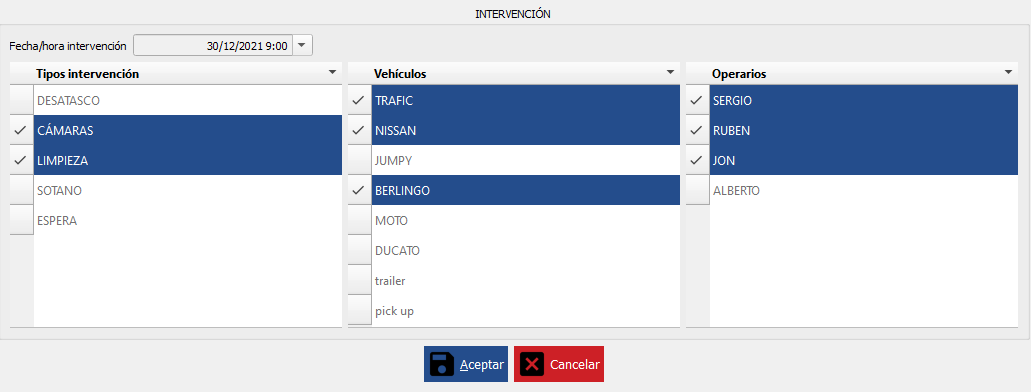 INTERVENCIÓN
Fecha/hora intervención 30/12/2021 9:00
Tipos intervención Vehículos Operarios
DESATASCO TRAFIC SERGIO
CÁMARAS NISSAN RUBEN
LIMPIEZA JUMPY JON
SOTANO BERLINGO ALBERTO
ESPERA MOTO
DUCATO
trailer
pick up
Aceptar Cancelar